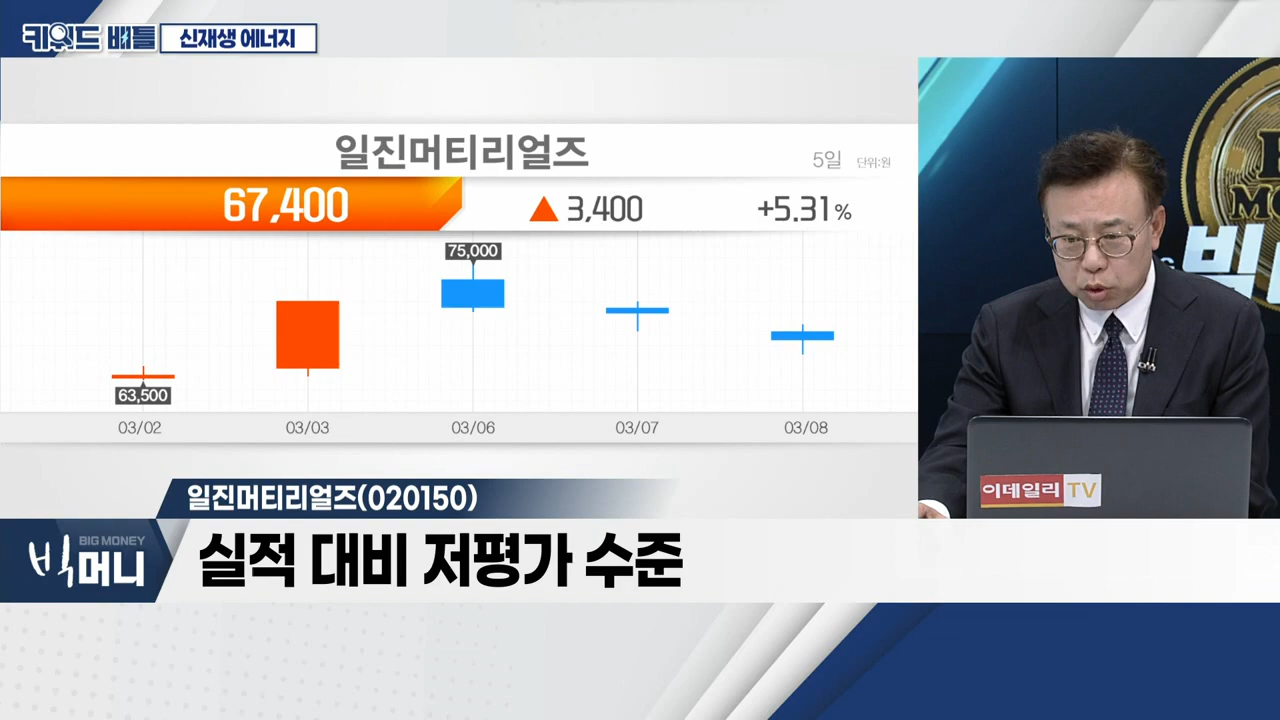 키워드 배틀 신재생 에너지
일진머티리얼즈
5일 단위:원
67,400 ▲ 3,400 +5.31%
75,000
63,500
03/02 03/03 03/06 03/07 03/08
빅
이데일리TV
일진머티리얼즈(020150)
BIG MONEY
빅머니
실적 대비 저평가 수준